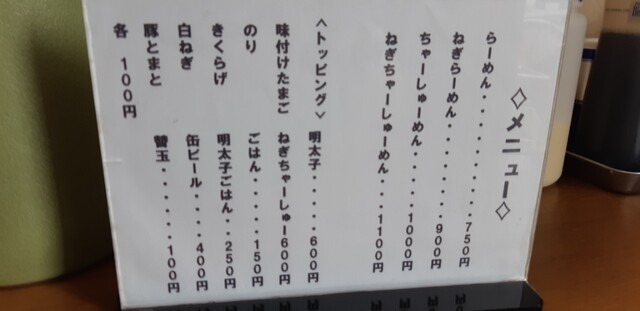 ◇メニュー◇
らーめん・・・・・・・・・750円
ねぎらーめん・・・・・・・900円
ちゃーしゅーめん・・・・1000円
ねぎちゃーしゅーめん・・1100円
<トッピング>
味付けたまご
のり
きくらげ
白ねぎ
豚とまと
各 100円
明太子・・・・・600円
ねぎちゃーしゅー600円
ごはん・・・・・150円
明太子ごはん・・250円
缶ビール・・・・400円
替玉・・・・・・・100円